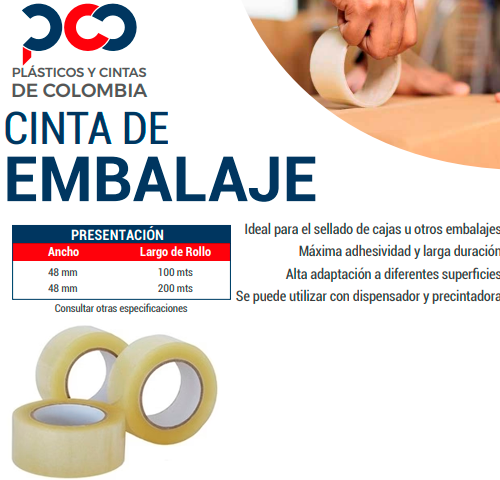 PCC
PLÁSTICOS Y CINTAS
DE COLOMBIA
CINTA DE
EMBALAJE
PRESENTACIÓN
Ancho Largo de Rollo
48 mm 100 mts
48 mm 200 mts
Consultar otras especificaciones
Ideal para el sellado de cajas u otros embalajes
Máxima adhesividad y larga duración
Alta adaptación a diferentes superficies
Se puede utilizar con dispensador y precintadora